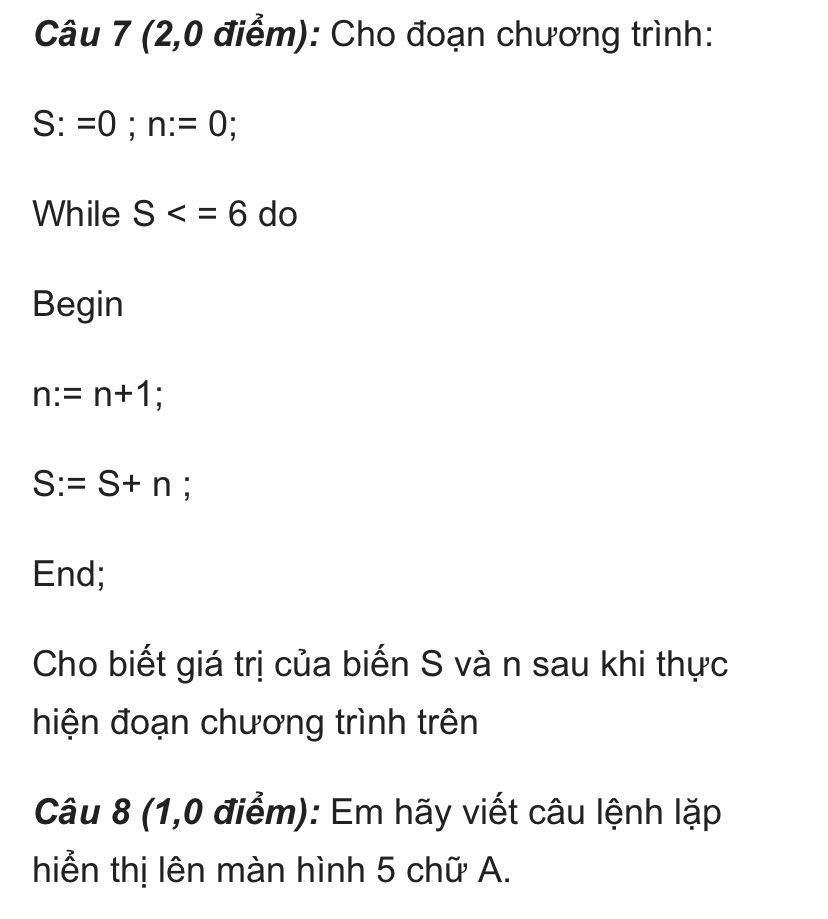 Câu 7 (2,0 điểm): Cho đoạn chương trình:
S: =0 ; n:= 0;
While S < = 6 do
Begin
n:= n+1;
S:= S+ n ;
End;
Cho biết giá trị của biến S và n sau khi thực
hiện đoạn chương trình trên
Câu 8 (1,0 điểm): Em hãy viết câu lệnh lặp
hiển thị lên màn hình 5 chữ A.